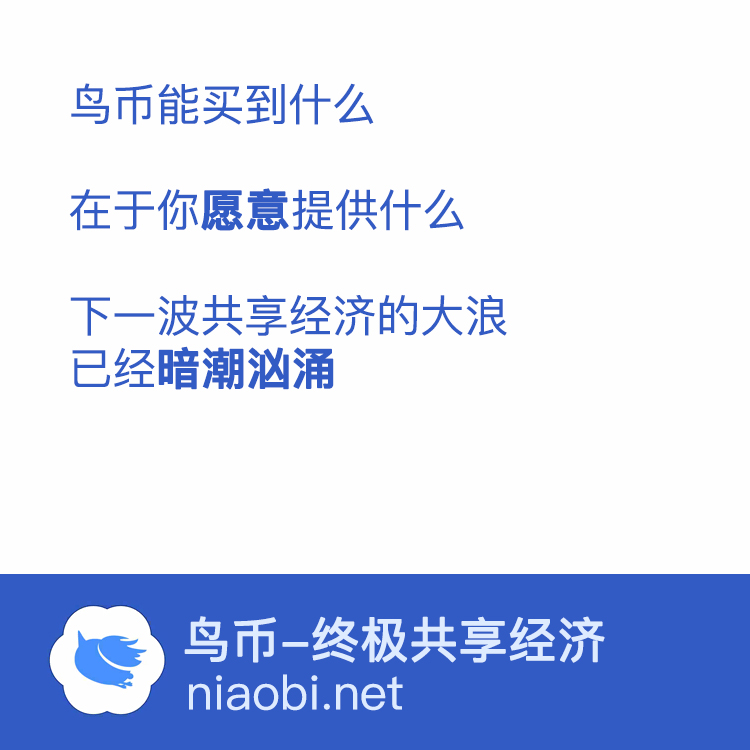 鸟币能买到什么
在于你愿意提供什么
下一波共享经济的大浪
已经暗潮汹涌
鸟币-终极共享经济
niaobi.net